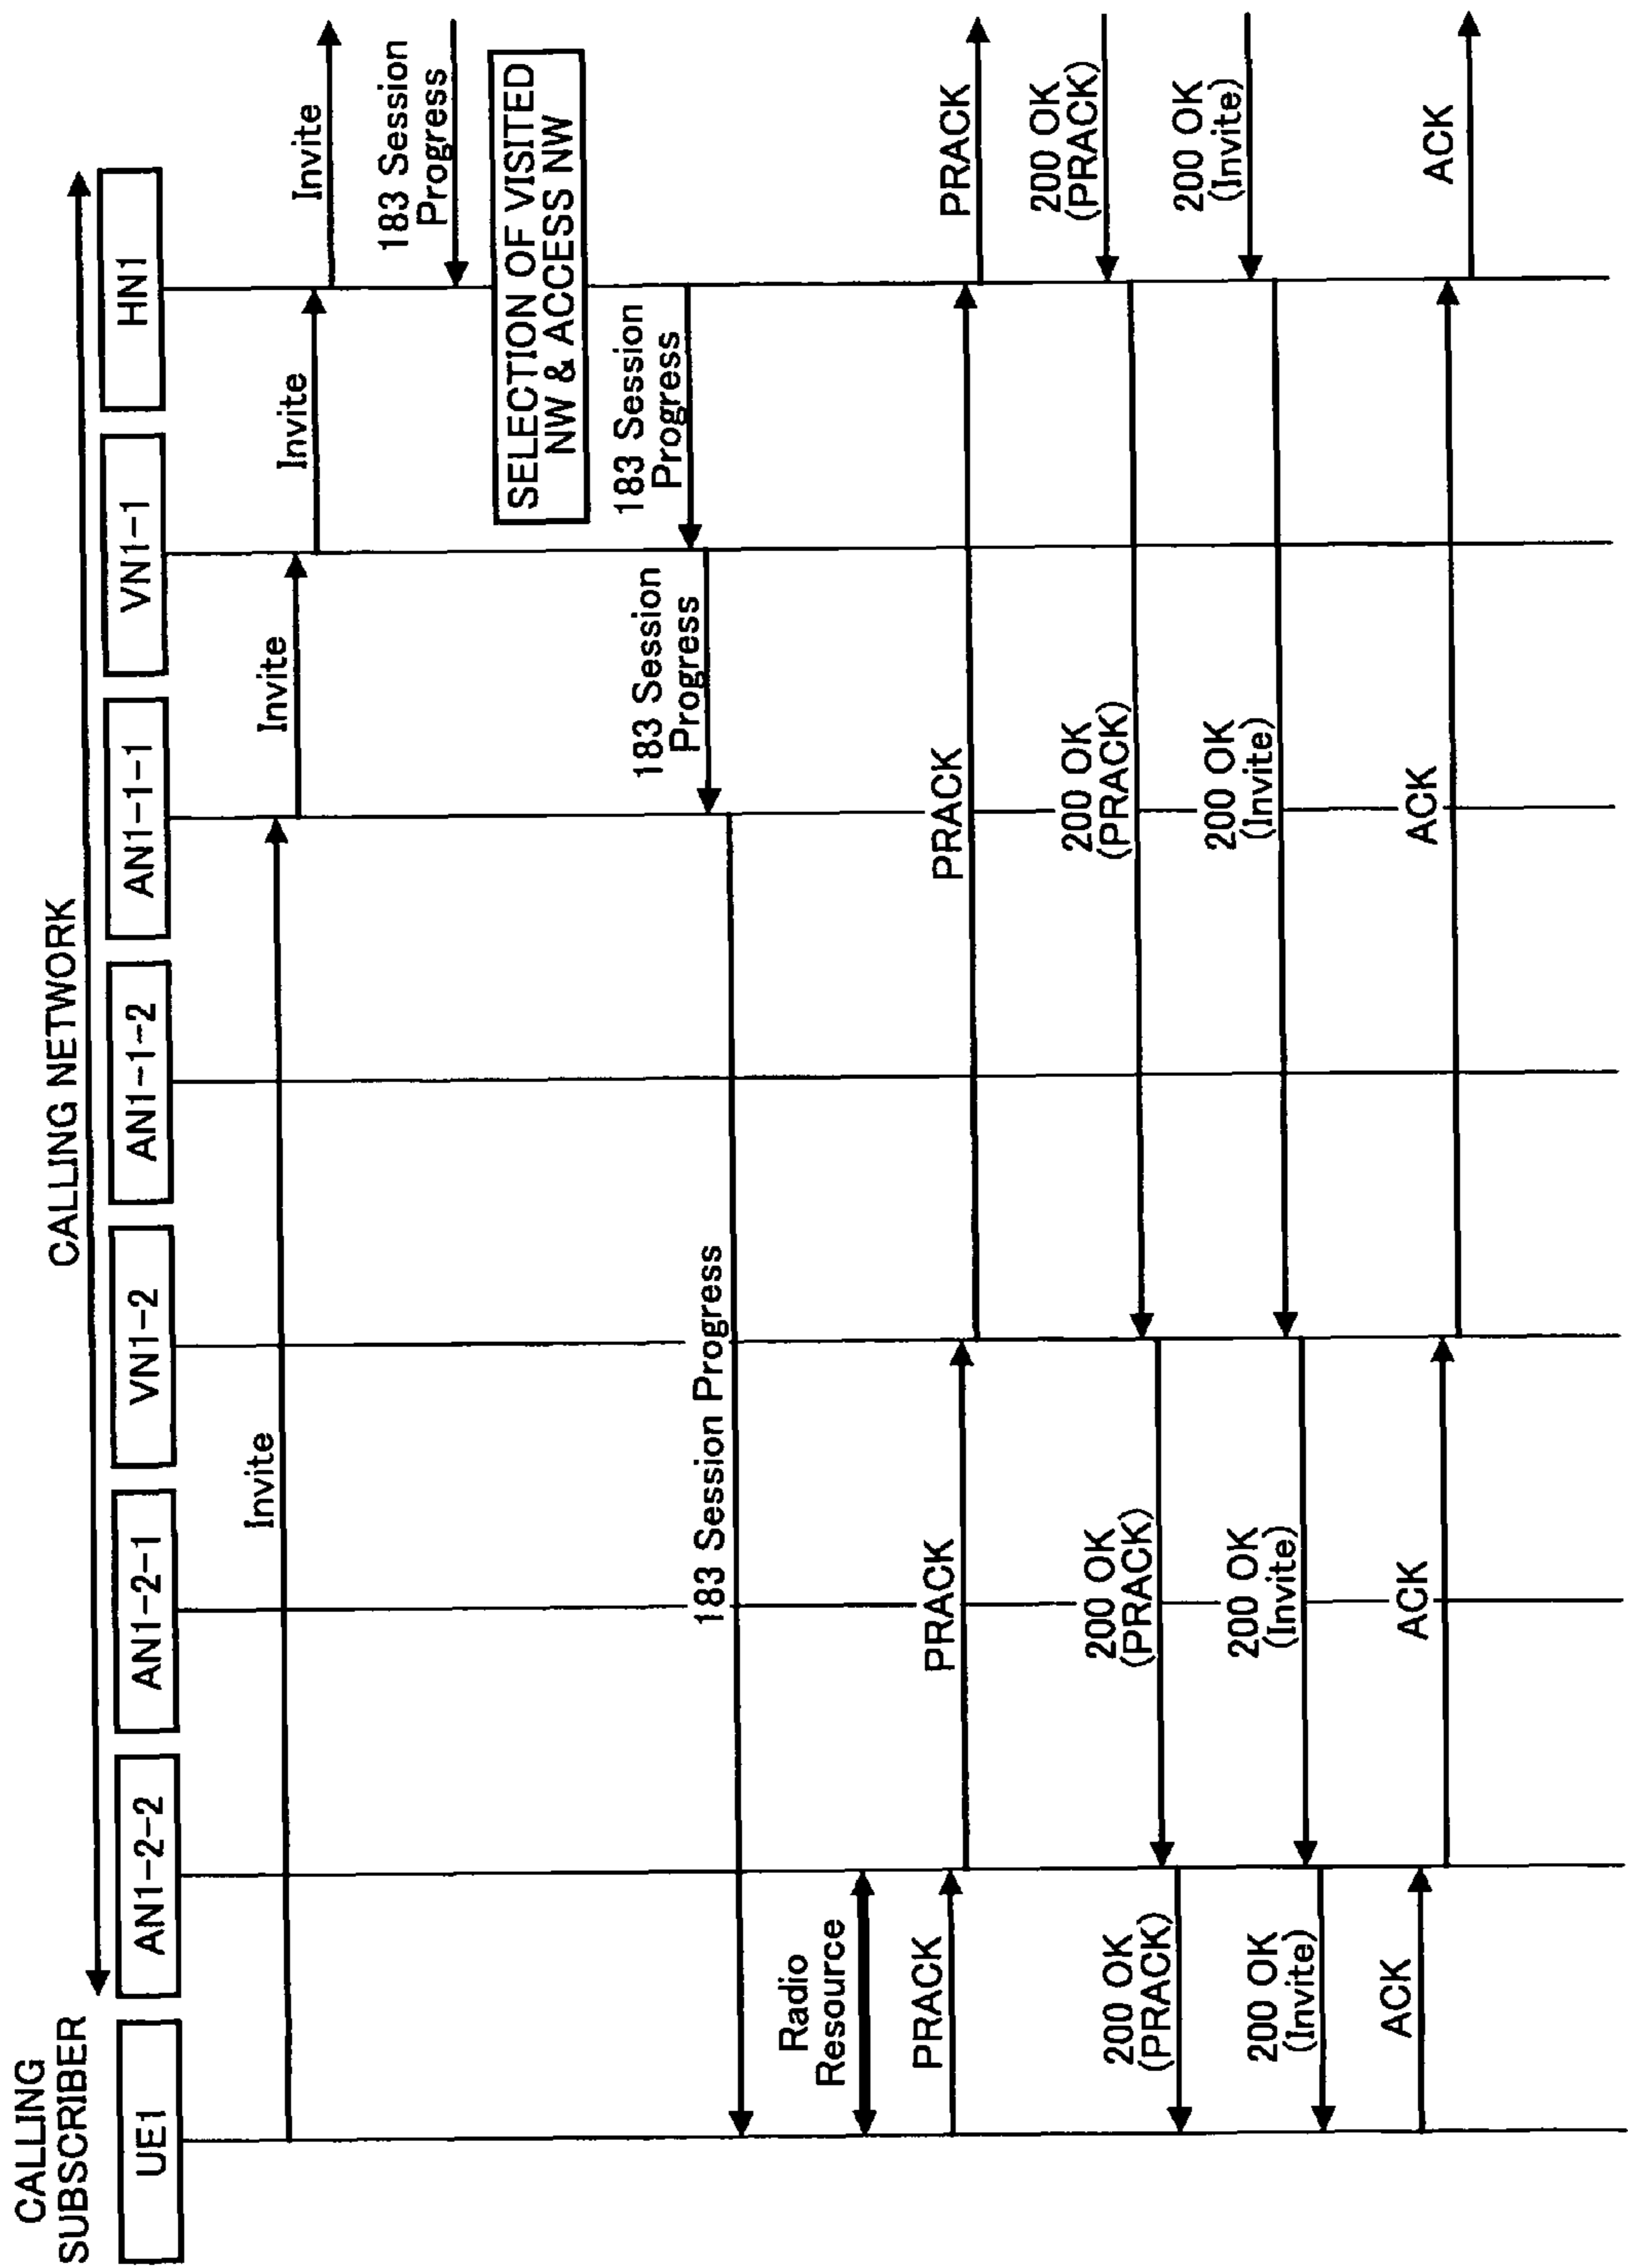 CALLING
SUBSCRIBER
CALLING NETWORK
UE1
AN1-2-2
AN1-2-1
VN1-2
AN1-1-2
AN1-1-1
VN1-1
HN1
Invite
Invite
Invite
Invite
183 Session
Progress
SELECTION OF VISITED
NW & ACCESS NW
183 Session
Progress
183 Session
Progress
183 Session Progress
Radio
Resource
PRACK
PRACK
PRACK
PRACK
200 OK
(PRACK)
200 OK
(PRACK)
200 OK
(PRACK)
200 OK
(PRACK)
200 OK
(Invite)
200 OK
(Invite)
200 OK
(Invite)
200 OK
(Invite)
ACK
ACK
ACK
ACK